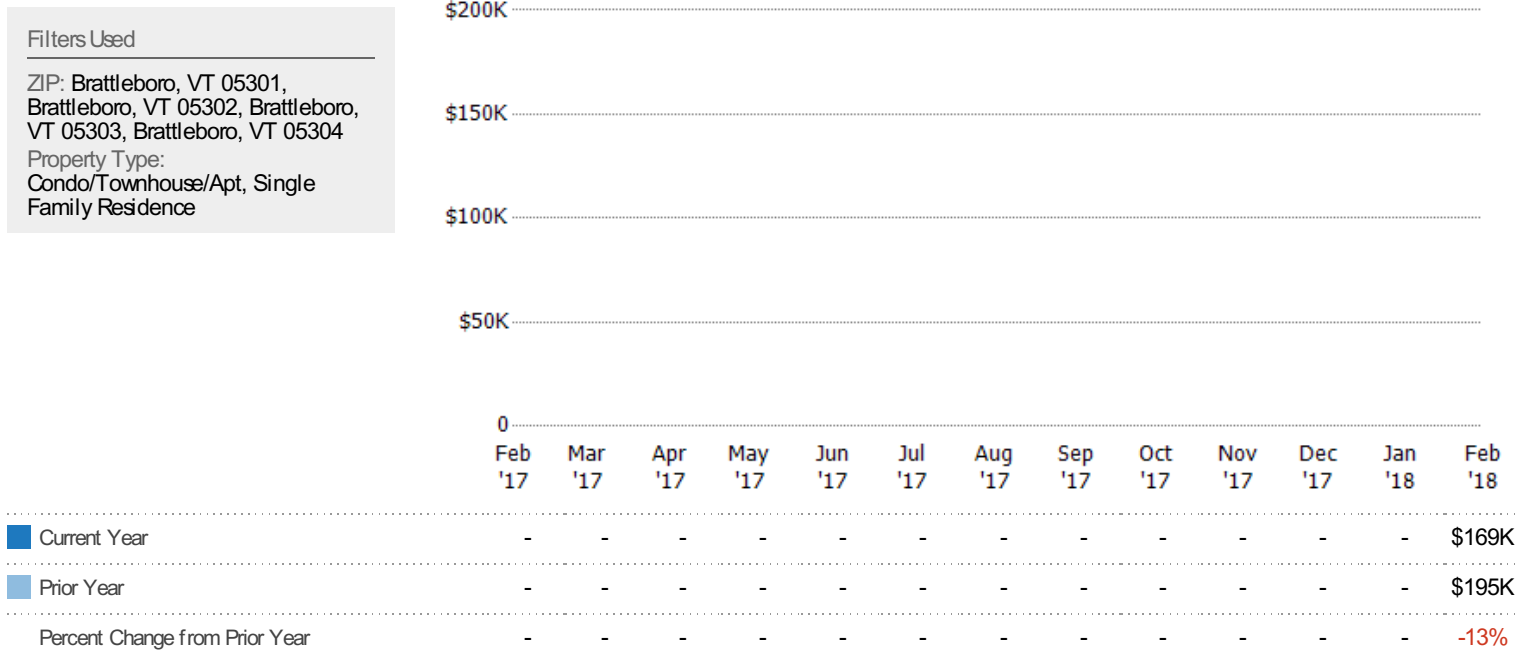 Filters Used
ZIP: Brattleboro, VT 05301,
Brattleboro, VT 05302, Brattleboro,
VT 05303, Brattleboro, VT 05304
Property Type:
Condo/Townhouse/Apt, Single
Family Residence
$200K
$150K
$100K
$50K
0
Feb Mar Apr May Jun Jul Aug Sep Oct Nov Dec Jan Feb
'17 '17 '17 '17 '17 '17 '17 '17 '17 '17 '17 '18 '18
Current Year - - - - - - - - - - - - $169K
Prior Year - - - - - - - - - - - - $195K
Percent Change from Prior Year - - - - - - - - - - - - -13%